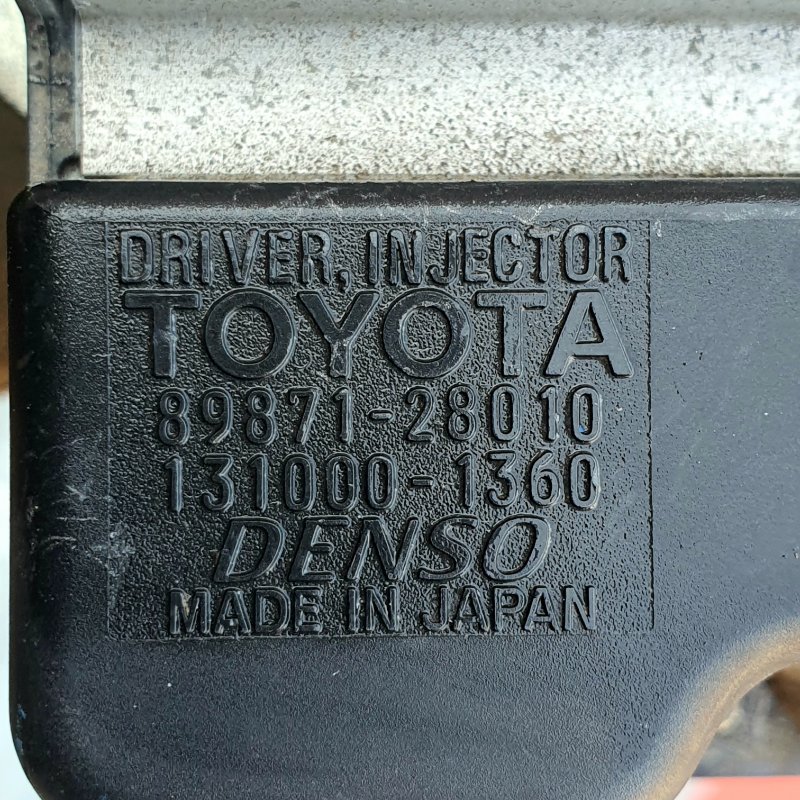 DRIVER, INJECTOR
TOYOTA
89871-28010
131000-1360
DENSO
MADE IN JAPAN